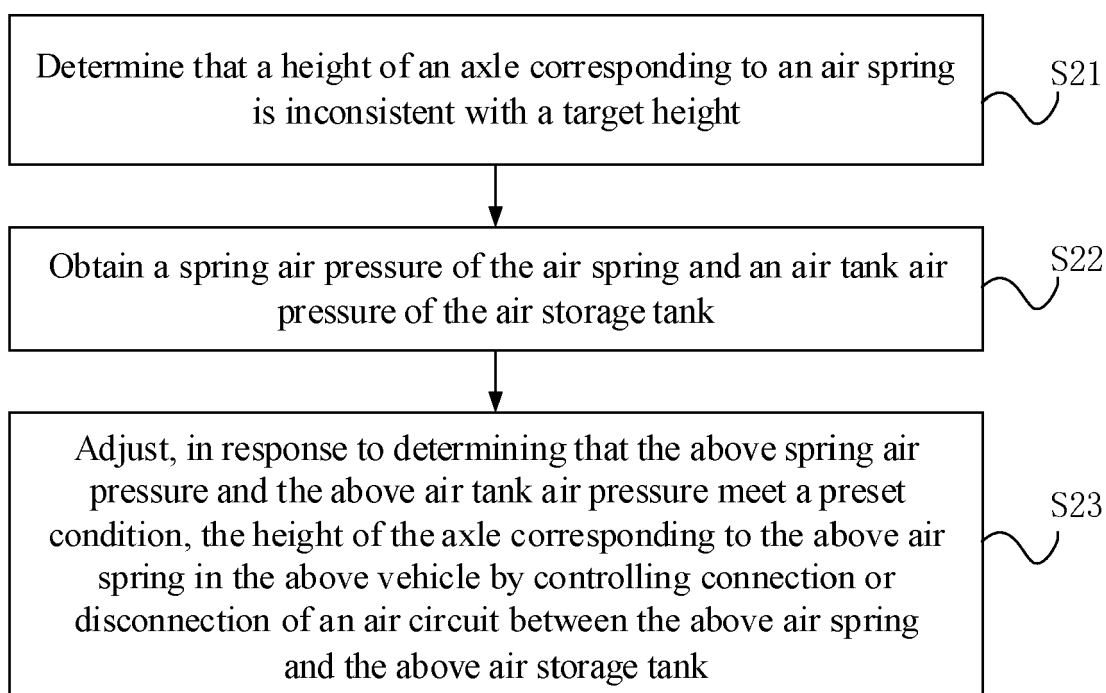 Determine that a height of an axle corresponding to an air spring
is inconsistent with a target height
S21
Obtain a spring air pressure of the air spring and an air tank air
pressure of the air storage tank
S22
Adjust, in response to determining that the above spring air
pressure and the above air tank air pressure meet a preset
condition, the height of the axle corresponding to the above air
spring in the above vehicle by controlling connection or
disconnection of an air circuit between the above air spring
and the above air storage tank
S23